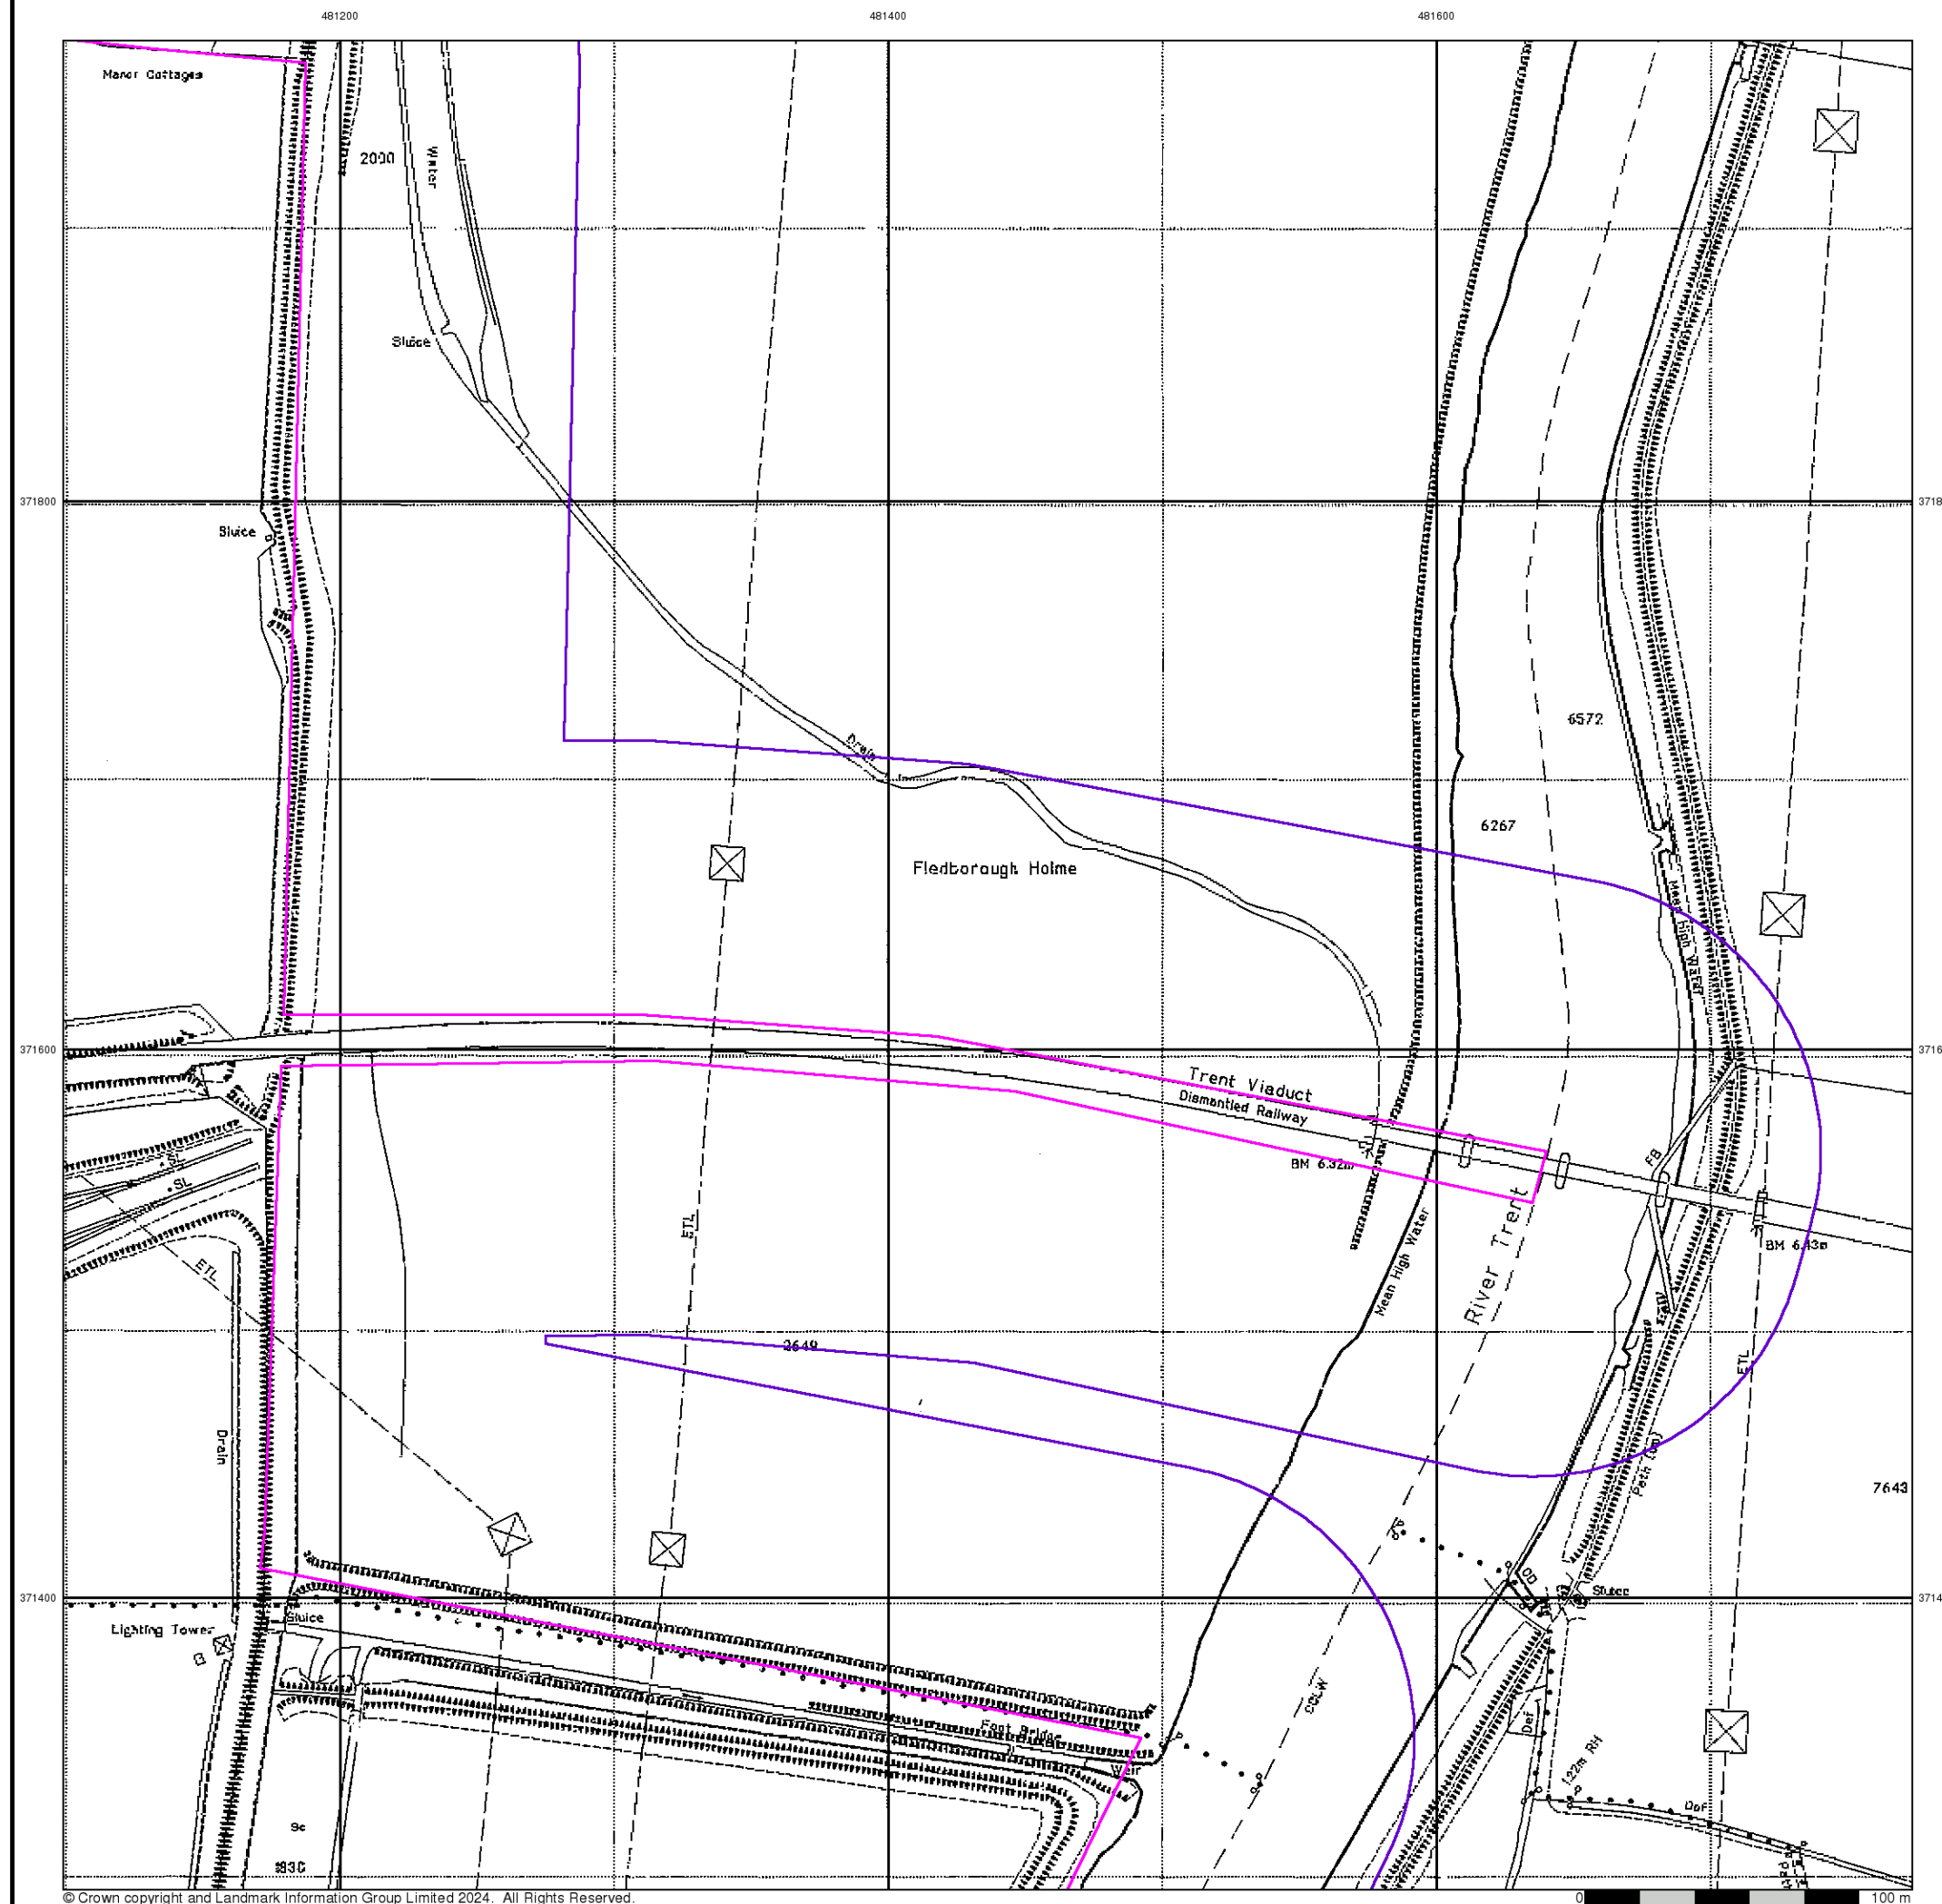 481200
481400
481600
Manor Cottages
2000
Water
Sluice
371800
3718
Sluice
6572
Drain
6267
Fledborough Holme
Mean High Water
371600
3716
Trent Viaduct
Dismantled Railway
BM 6.32m
FB
SL
SL
ETL
ETL
River Trent
Mean High Water
BM 6.43m
2649
ETL
Drain
Path (um)
7643
371400
3714
Sluice
Sluice
Lighting Tower
Foot Bridge
Weir
CCLW
Def
1.22m RH
Def
© Crown copyright and Landmark Information Group Limited 2024. All Rights Reserved.
0
100 m